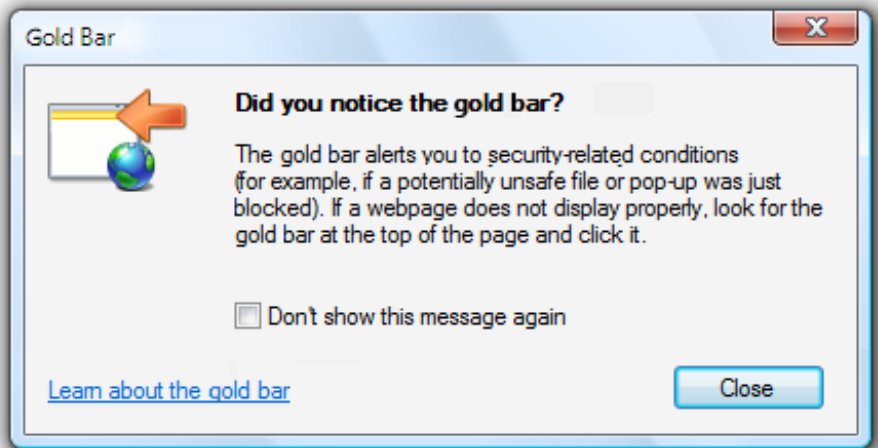 Gold Bar
Did you notice the gold bar?
The gold bar alerts you to security-related conditions
(for example, if a potentially unsafe file or pop-up was just
blocked). If a webpage does not display properly, look for the
gold bar at the top of the page and click it.
Don't show this message again
Learn about the gold bar
Close